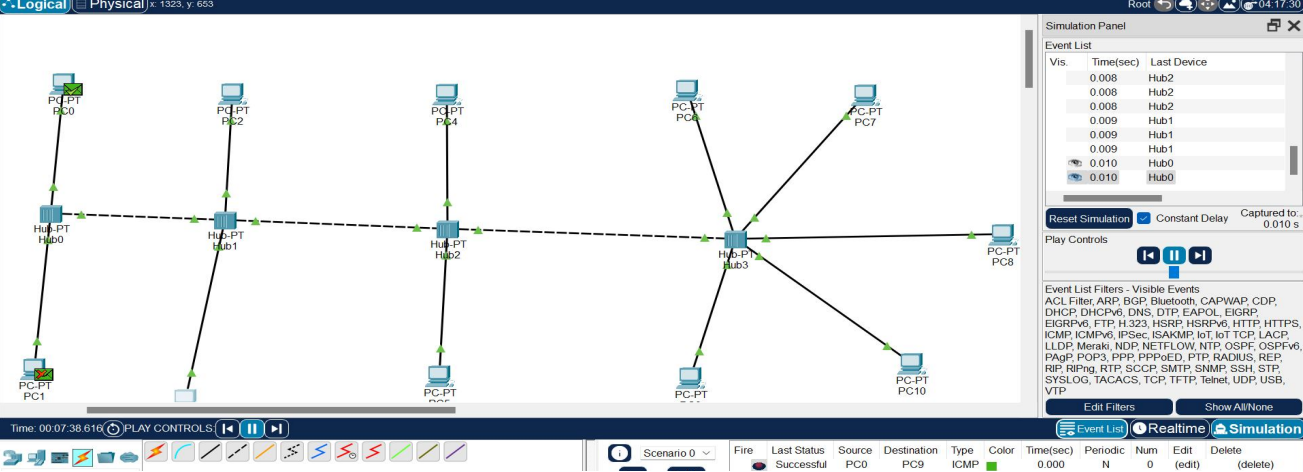 Logical Physical x: 1323, y: 653 Root 04:17:30
Simulation Panel
Event List
Vis. Time(sec) Last Device
0.008 Hub2
0.008 Hub2
0.008 Hub2
0.009 Hub1
0.009 Hub1
0.009 Hub1
0.010 Hub0
0.010 Hub0
Reset Simulation Constant Delay Captured to:
0.010 s
Play Controls
Event List Filters - Visible Events
ACL Filter, ARP, BGP, Bluetooth, CAPWAP, CDP,
DHCP, DHCPv6, DNS, DTP, EAPOL, EIGRP,
EIGRPv6, FTP, H.323, HSRP, HSRPv6, HTTP, HTTPS,
ICMP, ICMPv6, IPSec, ISAKMP, IoT, IoT TCP, LACP,
LLDP, Meraki, NDP, NETFLOW, NTP, OSPF, OSPFv6,
PAgP, POP3, PPP, PPPoED, PTP, RADIUS, REP,
RIP, RIPng, RTP, SCCP, SMTP, SNMP, SSH, STP,
SYSLOG, TACACS, TCP, TFTP, Telnet, UDP, USB,
VTP
Edit Filters Show All/None
PC-PT
PC0
PC-PT
PC2
PC-PT
PC4
PC-PT
PC-PT
PC7
Hub-PT
Hub0
Hub-PT
Hub1
Hub-PT
Hub2
Hub-PT
Hub3
PC-PT
PC8
PC-PT
PC1
PC-PT
PC-PT
PC-PT
PC10
Time: 00:07:38.616 PLAY CONTROLS: Event List Realtime Simulation
Scenario 0 Fire Last Status Source Destination Type Color Time(sec) Periodic Num Edit Delete
Successful PC0 PC9 ICMP 0.000 N 0 (edit) (delete)